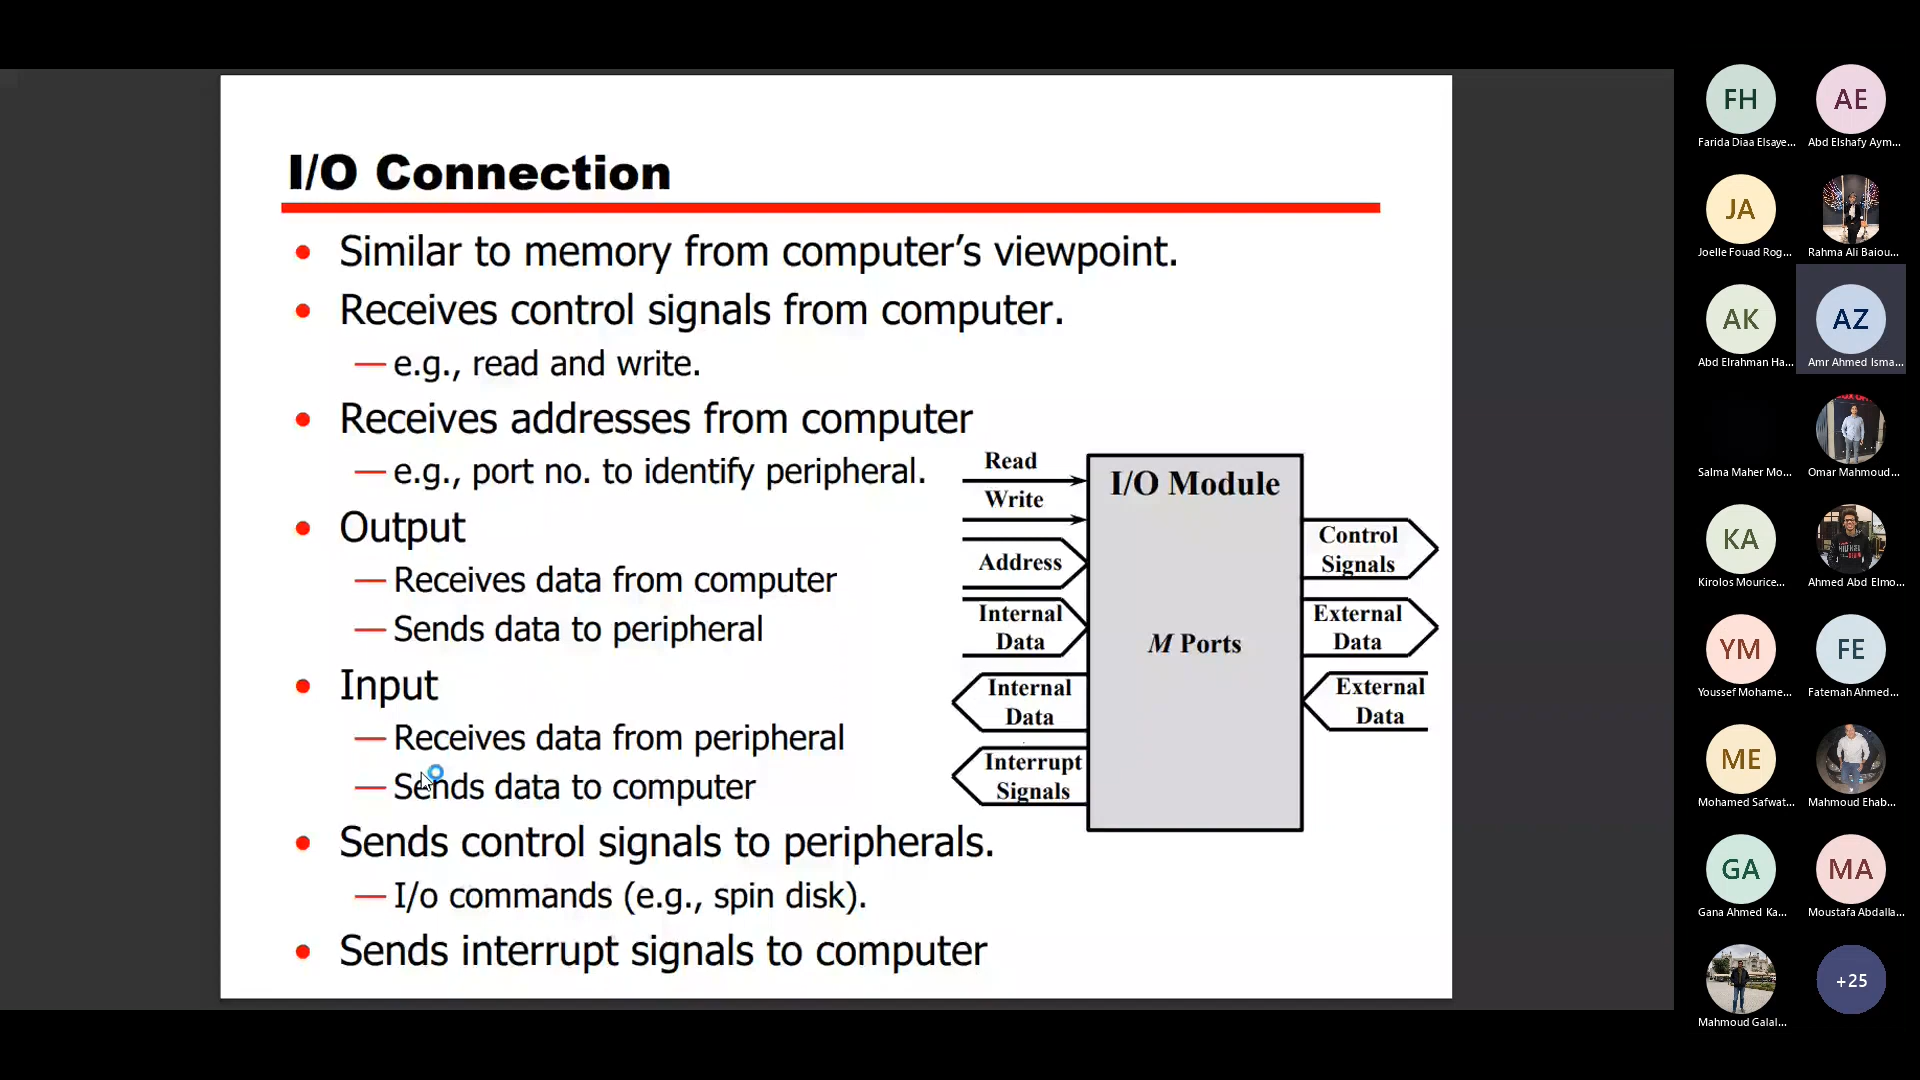 I/O Connection
• Similar to memory from computer’s viewpoint.
• Receives control signals from computer.
— e.g., read and write.
• Receives addresses from computer
— e.g., port no. to identify peripheral.
• Output
— Receives data from computer
— Sends data to peripheral
• Input
— Receives data from peripheral
— Sends data to computer
• Sends control signals to peripherals.
— I/o commands (e.g., spin disk).
• Sends interrupt signals to computer
Read
Write
Address
Internal
Data
Internal
Data
Interrupt
Signals
I/O Module
M Ports
Control
Signals
External
Data
External
Data
FH
Farida Diaa Elsaye...
AE
Abd Elshafy Aym...
JA
Joelle Fouad Rog...
Rahma Ali Baiou...
AK
Abd Elrahman Ha...
AZ
Amr Ahmed Isma...
Salma Maher Mo...
Omar Mahmoud...
KA
Kirolos Mourice...
Ahmed Abd Elmo...
YM
Youssef Mohame...
FE
Fatemah Ahmed...
ME
Mohamed Safwat...
Mahmoud Ehab...
GA
Gana Ahmed Ka...
MA
Moustafa Abdalla...
Mahmoud Galal...
+25